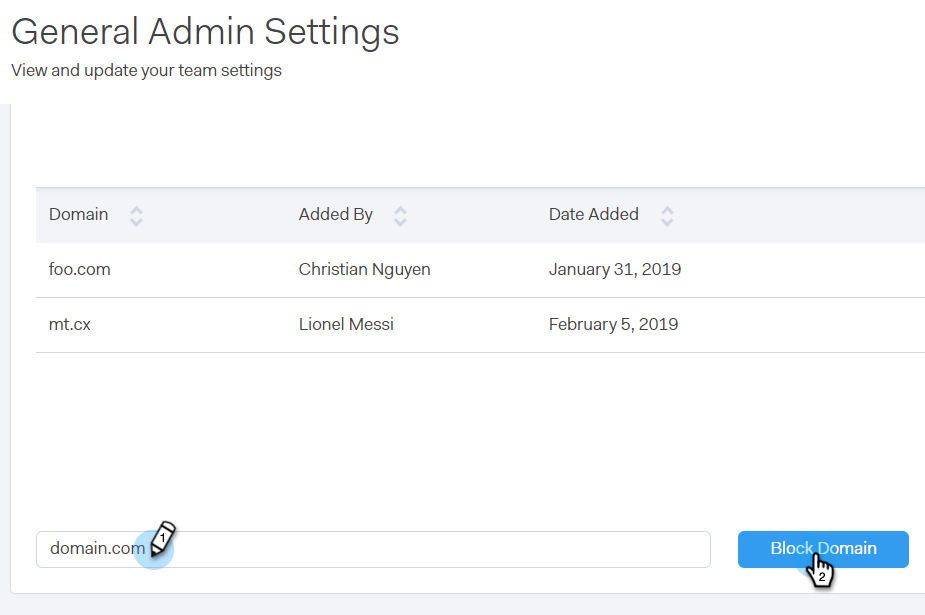 General Admin Settings
View and update your team settings
Domain Added By Date Added
foo.com Christian Nguyen January 31, 2019
mt.cx Lionel Messi February 5, 2019
domain.com 1 Block Domain
2